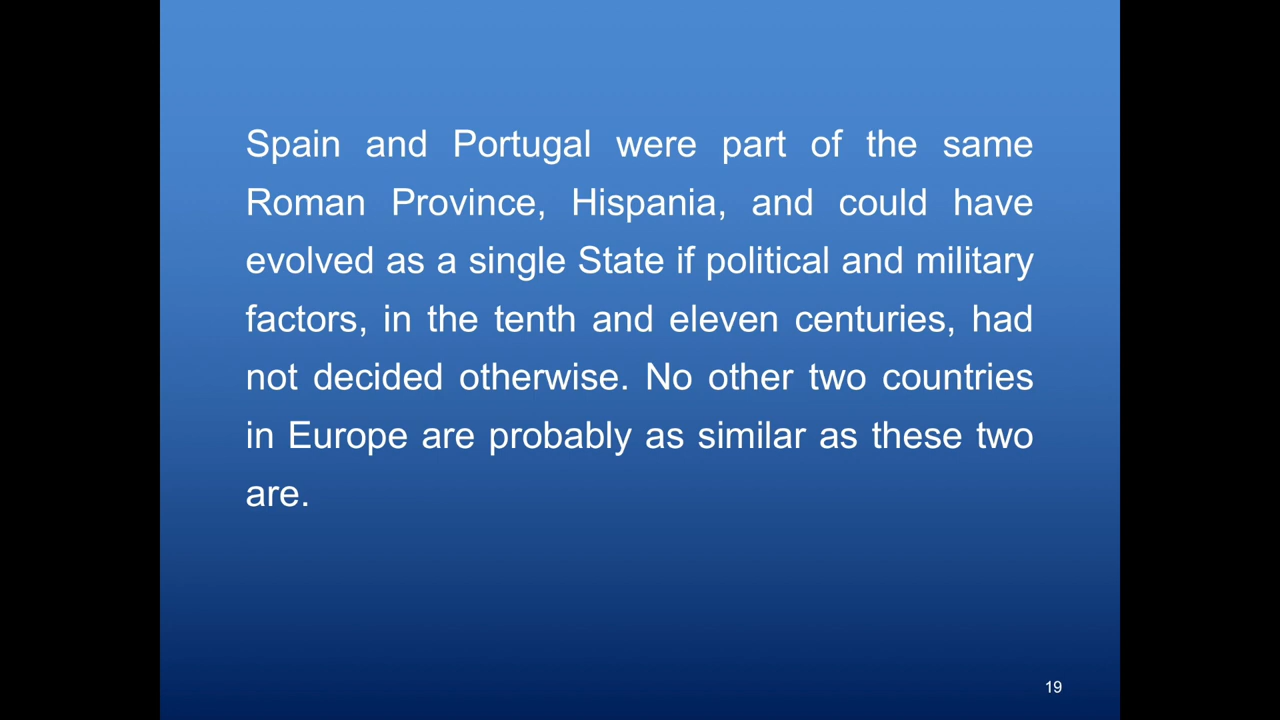 Spain and Portugal were part of the same
Roman Province, Hispania, and could have
evolved as a single State if political and military
factors, in the tenth and eleven centuries, had
not decided otherwise. No other two countries
in Europe are probably as similar as these two
are.
19